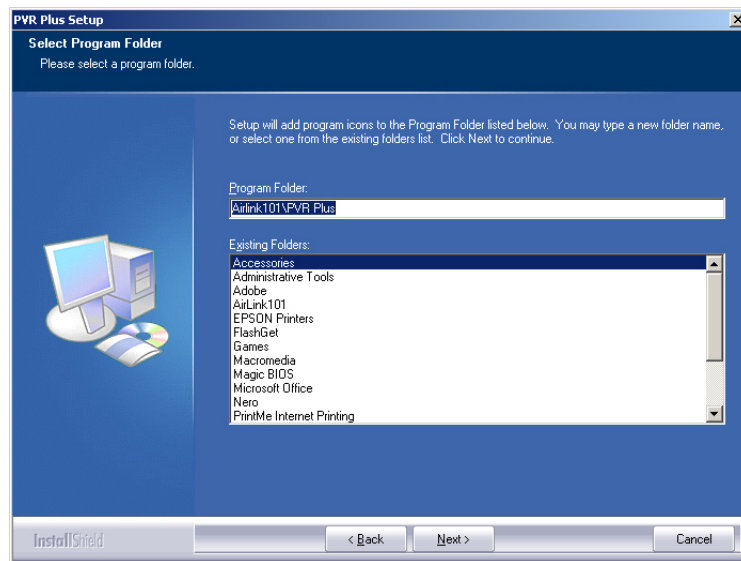 PVR Plus Setup
Select Program Folder
Please select a program folder.
Setup will add program icons to the Program Folder listed below. You may type a new folder name,
or select one from the existing folders list. Click Next to continue.
Program Folder:
Airlink101\PVR Plus
Existing Folders:
Accessories
Administrative Tools
Adobe
AirLink101
EPSON Printers
FlashGet
Games
Macromedia
Magic BIOS
Microsoft Office
Nero
PrintMe Internet Printing
InstallShield
< Back
Next >
Cancel